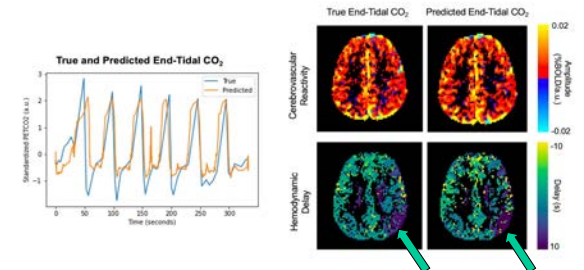 True and Predicted End-Tidal CO₂
True
Predicted
Standardized PETCO2 (a.u.)
3
2
1
0
−1
0
50
100
150
200
250
300
Time (seconds)
True End-Tidal CO₂
Predicted End-Tidal CO₂
Cerebrovascular
Reactivity
0.02
-0.02
Amplitude
(%BOLD/a.u.)
Hemodynamic
Delay
-10
10
Delay (s)